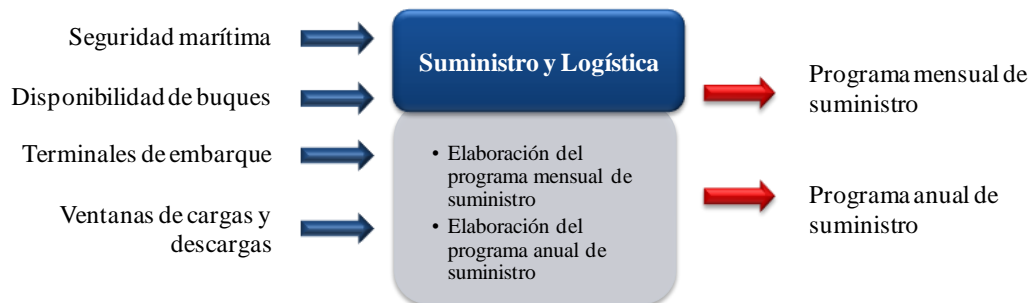 Seguridad marítima
Disponibilidad de buques
Terminales de embarque
Ventanas de cargas y
descargas
Suministro y Logística
• Elaboración del
programa mensual de
suministro
• Elaboración del
programa anual de
suministro
Programa mensual de
suministro
Programa anual de
suministro